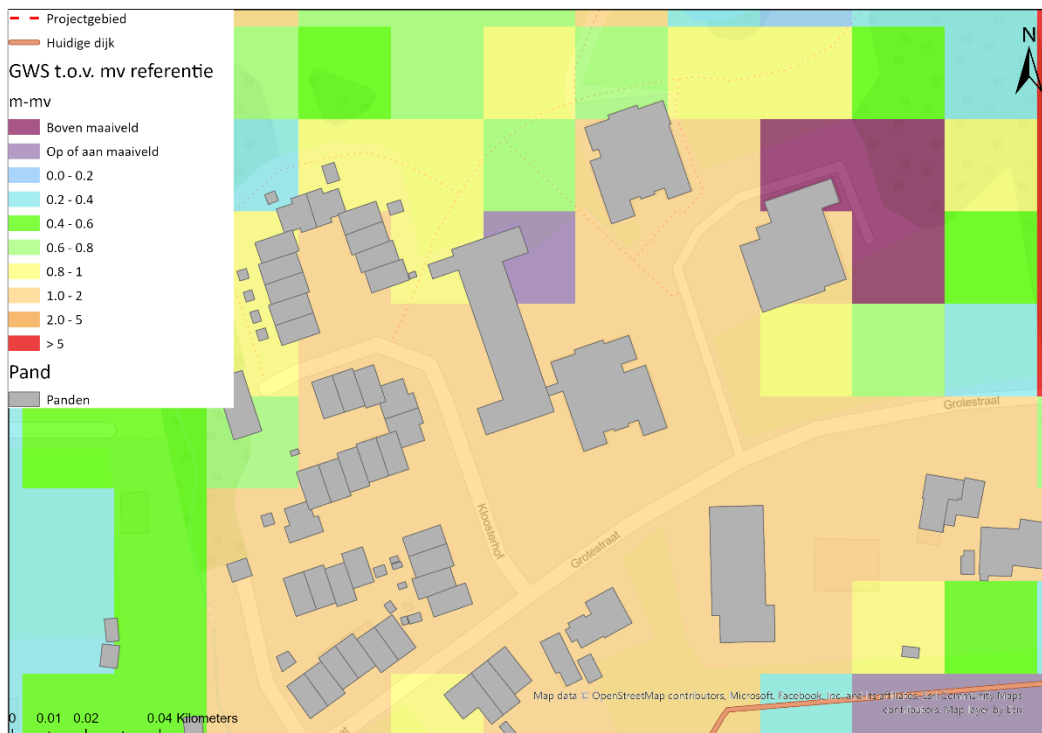 Projectgebied
Huidige dijk
GWS t.o.v. mv referentie
m-mv
Boven maaiveld
Op of aan maaiveld
0.0 - 0.2
0.2 - 0.4
0.4 - 0.6
0.6 - 0.8
0.8 - 1
1.0 - 2
2.0 - 5
> 5
Pand
Panden
N
Grotestraat
Kloosterhof
Grotestraat
Map data © OpenStreetMap contributors, Microsoft, Facebook, Inc. and its affiliates, Esri Community Maps
contributors, Map layer by Esri
0 0.01 0.02 0.04 Kilometers